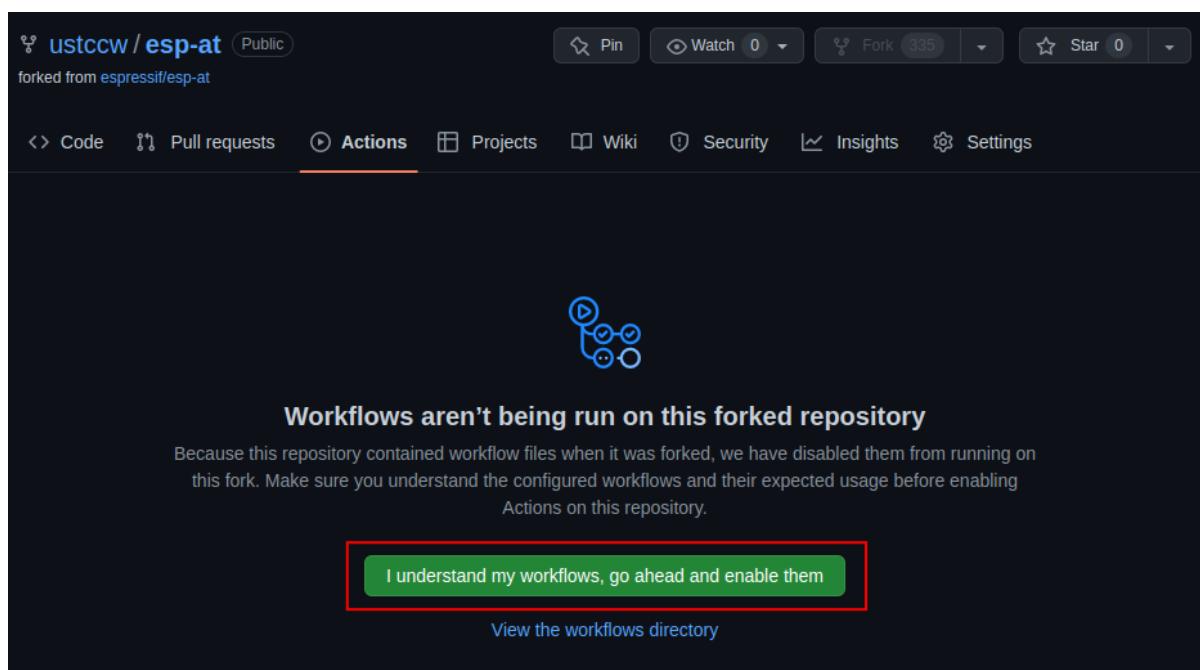 ustccw / esp-at Public Pin Watch 0 Fork 335 Star 0
forked from espressif/esp-at
Code Pull requests Actions Projects Wiki Security Insights Settings
Workflows aren’t being run on this forked repository
Because this repository contained workflow files when it was forked, we have disabled them from running on
this fork. Make sure you understand the configured workflows and their expected usage before enabling
Actions on this repository.
I understand my workflows, go ahead and enable them
View the workflows directory